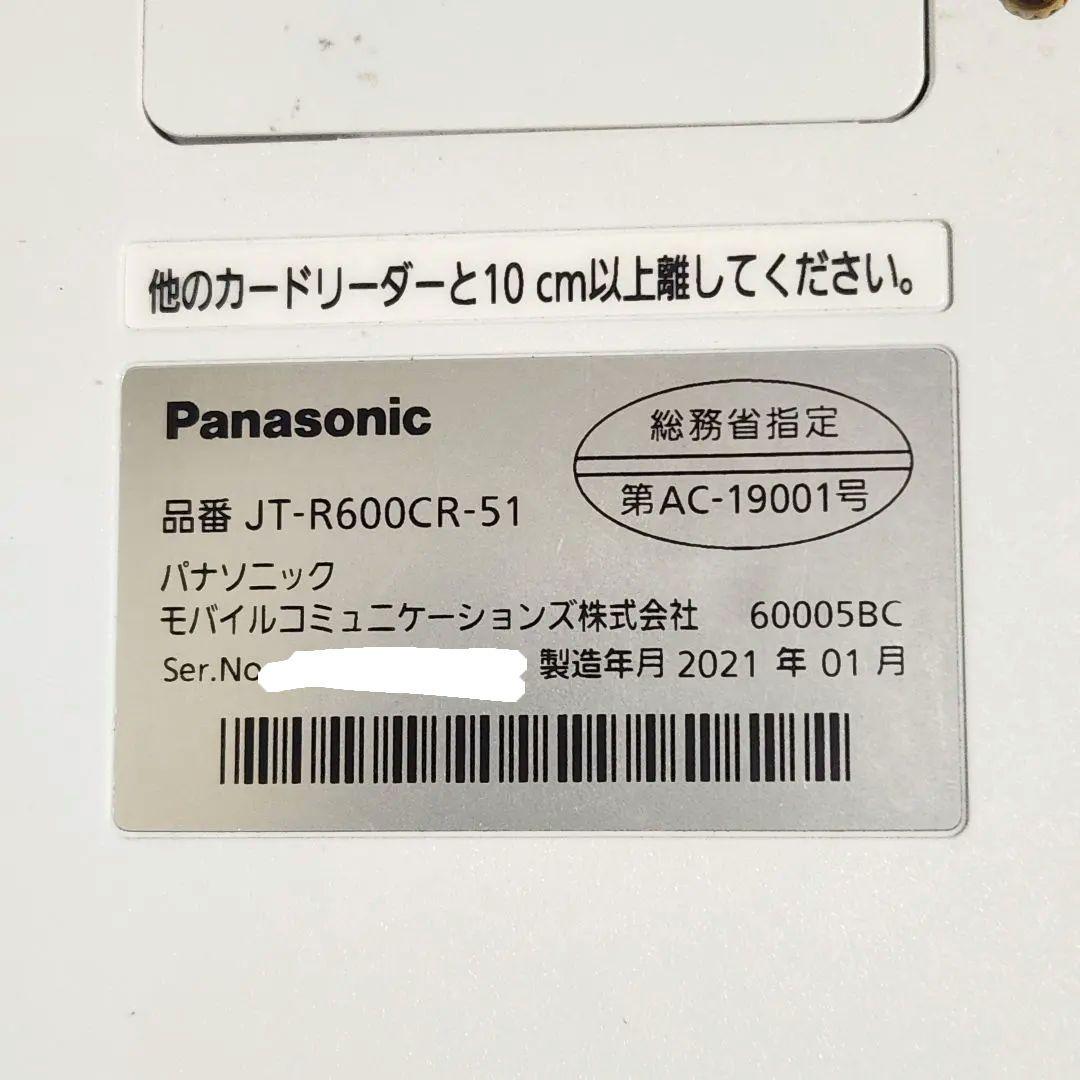 他のカードリーダーと10 cm以上離してください。
Panasonic
総務省指定
第AC-19001号
品番 JT-R600CR-51
パナソニック
モバイルコミュニケーションズ株式会社 60005BC
Ser.No 製造年月 2021 年 01 月